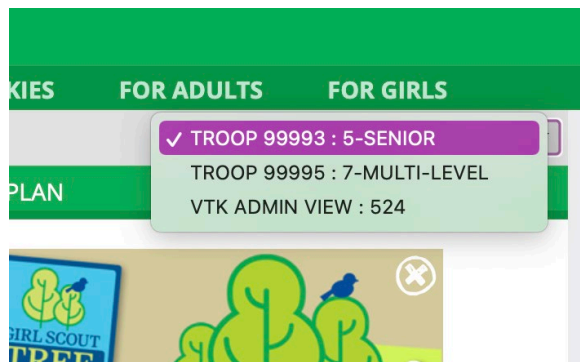 KIES FOR ADULTS FOR GIRLS
✓ TROOP 99993 : 5-SENIOR
TROOP 99995 : 7-MULTI-LEVEL
VTK ADMIN VIEW : 524
PLAN
GIRL SCOUT
TREE